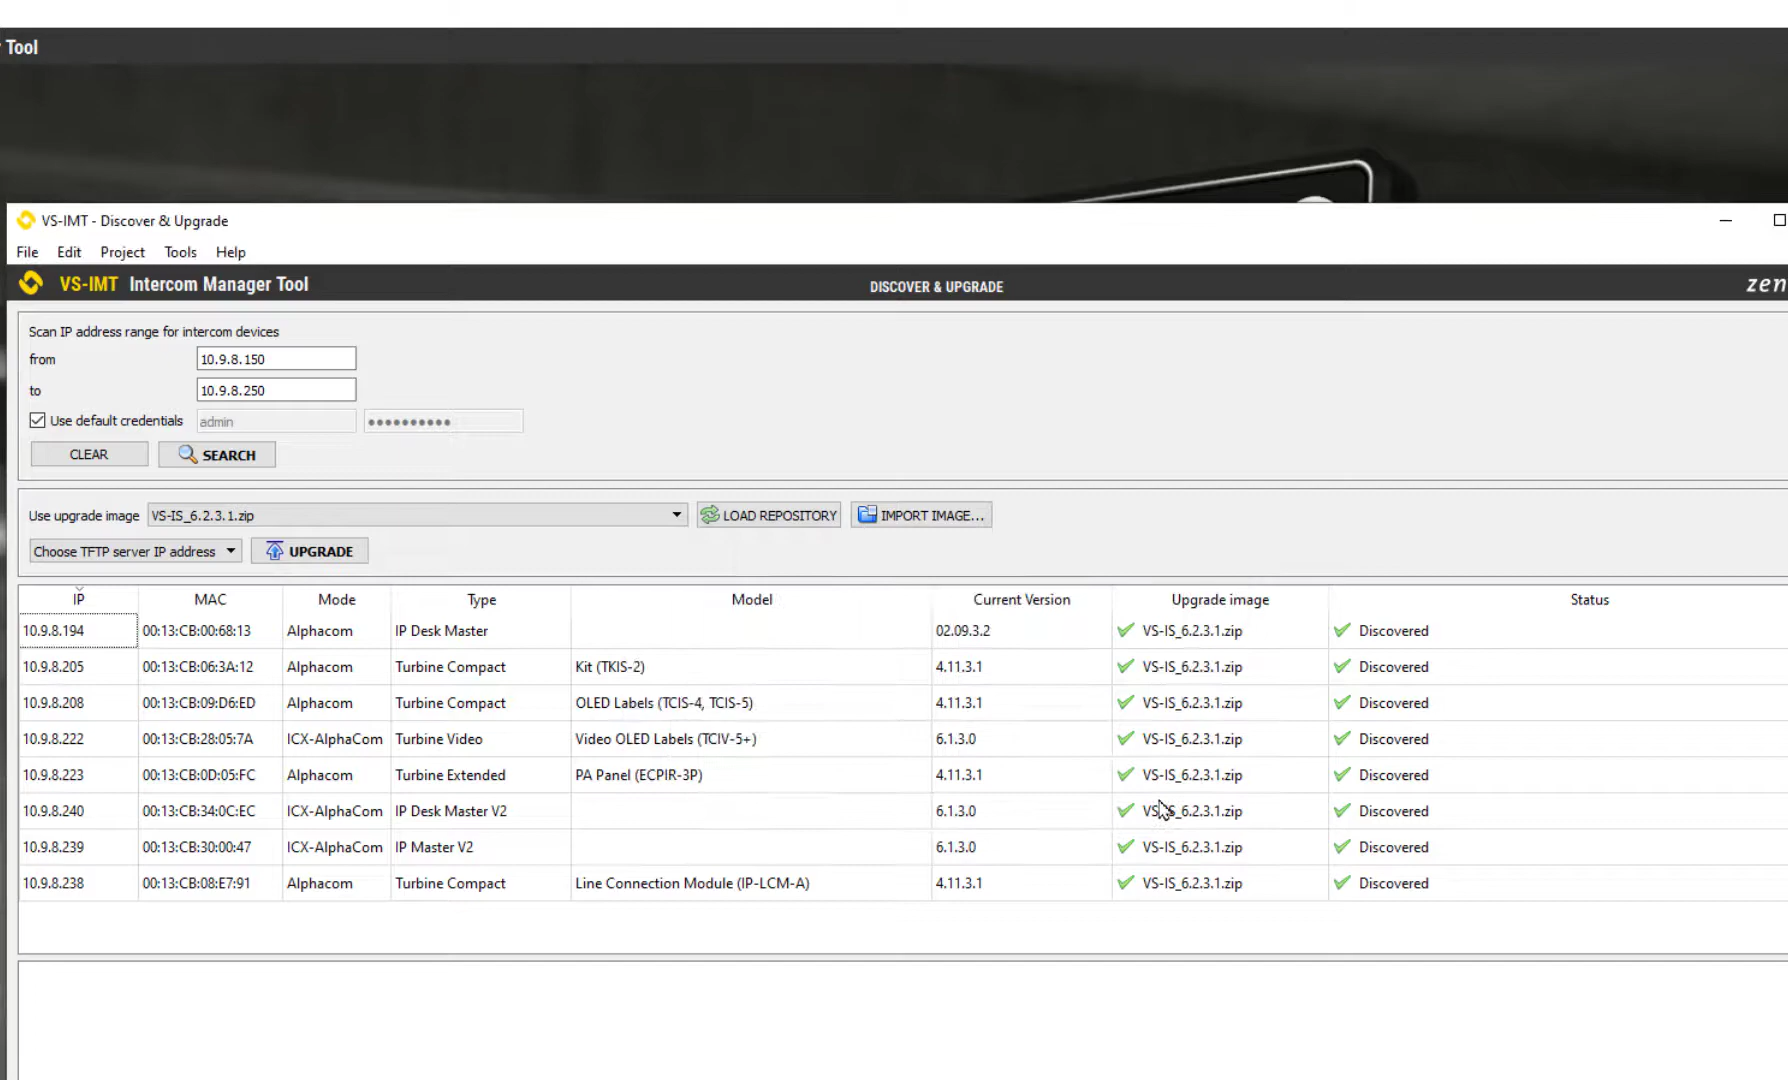 Tool
VS-IMT - Discover & Upgrade
File Edit Project Tools Help
VS-IMT Intercom Manager Tool DISCOVER & UPGRADE zen
Scan IP address range for intercom devices
from 10.9.8.150
to 10.9.8.250
Use default credentials admin ••••••••••
CLEAR SEARCH
Use upgrade image VS-IS_6.2.3.1.zip LOAD REPOSITORY IMPORT IMAGE...
Choose TFTP server IP address UPGRADE
IP MAC Mode Type Model Current Version Upgrade image Status
10.9.8.194 00:13:CB:00:68:13 Alphacom IP Desk Master 02.09.3.2 VS-IS_6.2.3.1.zip Discovered
10.9.8.205 00:13:CB:06:3A:12 Alphacom Turbine Compact Kit (TKIS-2) 4.11.3.1 VS-IS_6.2.3.1.zip Discovered
10.9.8.208 00:13:CB:09:D6:ED Alphacom Turbine Compact OLED Labels (TCIS-4, TCIS-5) 4.11.3.1 VS-IS_6.2.3.1.zip Discovered
10.9.8.222 00:13:CB:28:05:7A ICX-AlphaCom Turbine Video Video OLED Labels (TCIV-5+) 6.1.3.0 VS-IS_6.2.3.1.zip Discovered
10.9.8.223 00:13:CB:0D:05:FC Alphacom Turbine Extended PA Panel (ECPIR-3P) 4.11.3.1 VS-IS_6.2.3.1.zip Discovered
10.9.8.240 00:13:CB:34:0C:EC ICX-AlphaCom IP Desk Master V2 6.1.3.0 VS-IS_6.2.3.1.zip Discovered
10.9.8.239 00:13:CB:30:00:47 ICX-AlphaCom IP Master V2 6.1.3.0 VS-IS_6.2.3.1.zip Discovered
10.9.8.238 00:13:CB:08:E7:91 Alphacom Turbine Compact Line Connection Module (IP-LCM-A) 4.11.3.1 VS-IS_6.2.3.1.zip Discovered